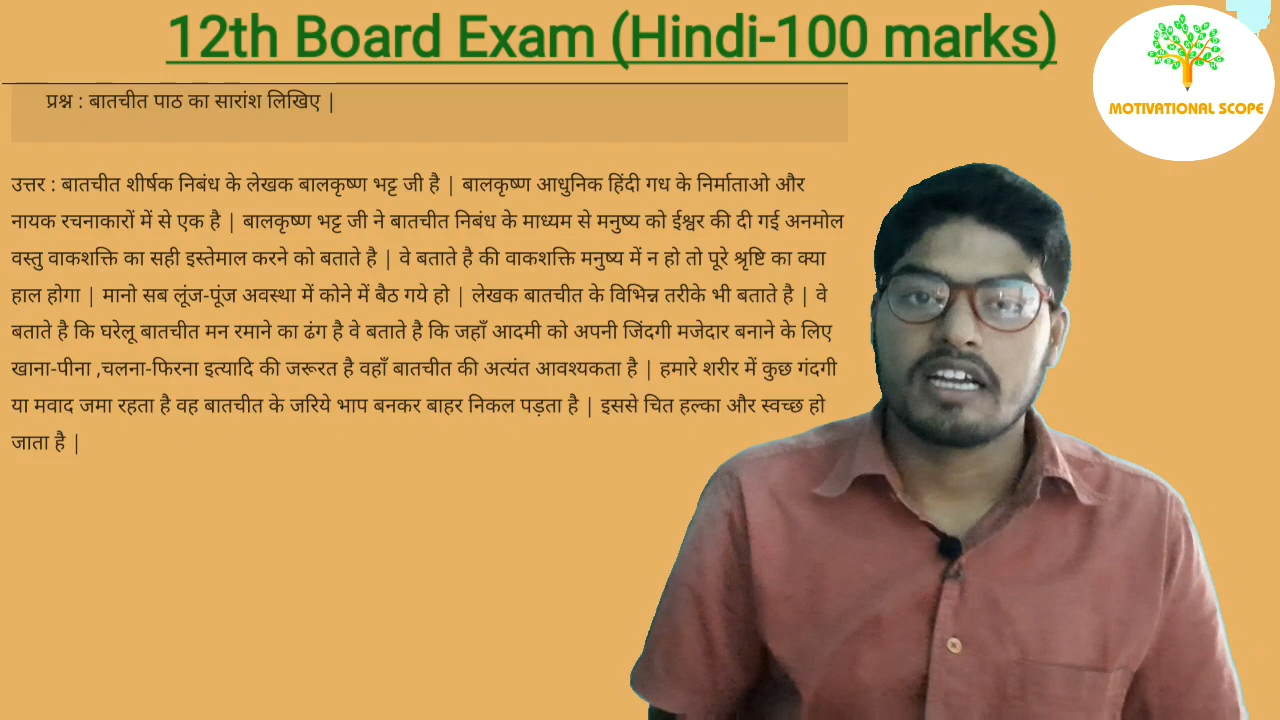 12th Board Exam (Hindi-100 marks)
MOTIVATIONAL SCOPE
प्रश्न : बातचीत पाठ का सारांश लिखिए |
उत्तर : बातचीत शीर्षक निबंध के लेखक बालकृष्ण भट्ट जी है | बालकृष्ण आधुनिक हिंदी गध के निर्माताओ और
नायक रचनाकारों में से एक है | बालकृष्ण भट्ट जी ने बातचीत निबंध के माध्यम से मनुष्य को ईश्वर की दी गई अनमोल
वस्तु वाकशक्ति का सही इस्तेमाल करने को बताते है | वे बताते है की वाकशक्ति मनुष्य में न हो तो पूरे श्रृष्टि का क्या
हाल होगा | मानो सब लूंज-पूंज अवस्था में कोने में बैठ गये हो | लेखक बातचीत के विभिन्न तरीके भी बताते है | वे
बताते है कि घरेलू बातचीत मन रमाने का ढंग है वे बताते है कि जहाँ आदमी को अपनी जिंदगी मजेदार बनाने के लिए
खाना-पीना ,चलना-फिरना इत्यादि की जरूरत है वहाँ बातचीत की अत्यंत आवश्यकता है | हमारे शरीर में कुछ गंदगी
या मवाद जमा रहता है वह बातचीत के जरिये भाप बनकर बाहर निकल पड़ता है | इससे चित हल्का और स्वच्छ हो
जाता है |